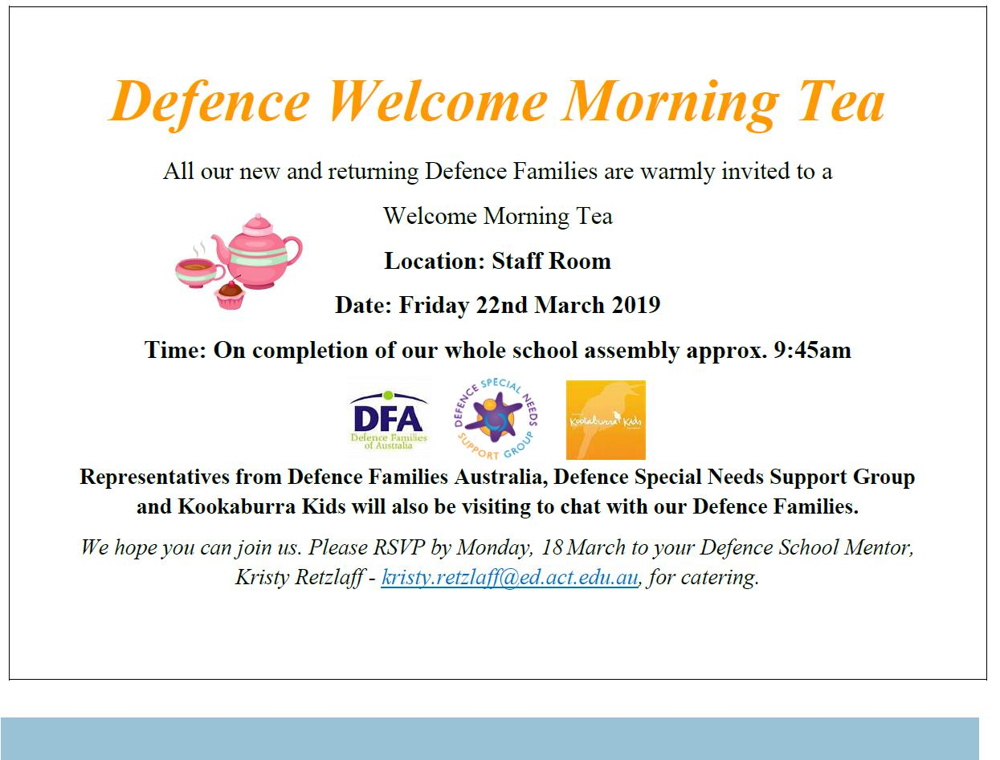 Defence Welcome Morning Tea
All our new and returning Defence Families are warmly invited to a
Welcome Morning Tea
Location: Staff Room
Date: Friday 22nd March 2019
Time: On completion of our whole school assembly approx. 9:45am
DFA
Defence Families
of Australia
DEFENCE SPECIAL NEEDS
SUPPORT GROUP
Kookaburra Kids
Representatives from Defence Families Australia, Defence Special Needs Support Group
and Kookaburra Kids will also be visiting to chat with our Defence Families.
We hope you can join us. Please RSVP by Monday, 18 March to your Defence School Mentor,
Kristy Retzlaff - kristy.retzlaff@ed.act.edu.au, for catering.